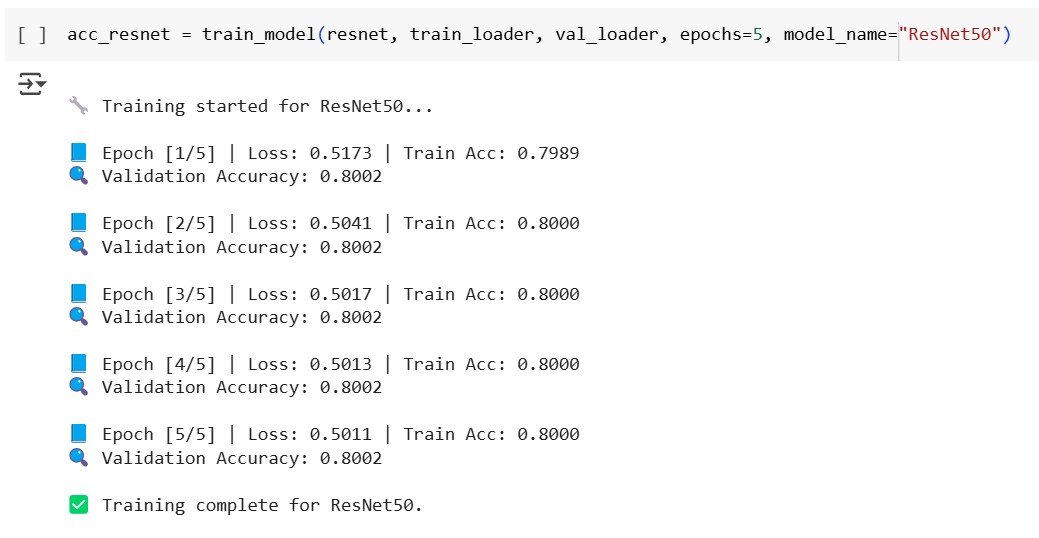 [ ] acc_resnet = train_model(resnet, train_loader, val_loader, epochs=5, model_name="ResNet50")
🔧 Training started for ResNet50...
📘 Epoch [1/5] | Loss: 0.5173 | Train Acc: 0.7989
🔍 Validation Accuracy: 0.8002
📘 Epoch [2/5] | Loss: 0.5041 | Train Acc: 0.8000
🔍 Validation Accuracy: 0.8002
📘 Epoch [3/5] | Loss: 0.5017 | Train Acc: 0.8000
🔍 Validation Accuracy: 0.8002
📘 Epoch [4/5] | Loss: 0.5013 | Train Acc: 0.8000
🔍 Validation Accuracy: 0.8002
📘 Epoch [5/5] | Loss: 0.5011 | Train Acc: 0.8000
🔍 Validation Accuracy: 0.8002
✅ Training complete for ResNet50.